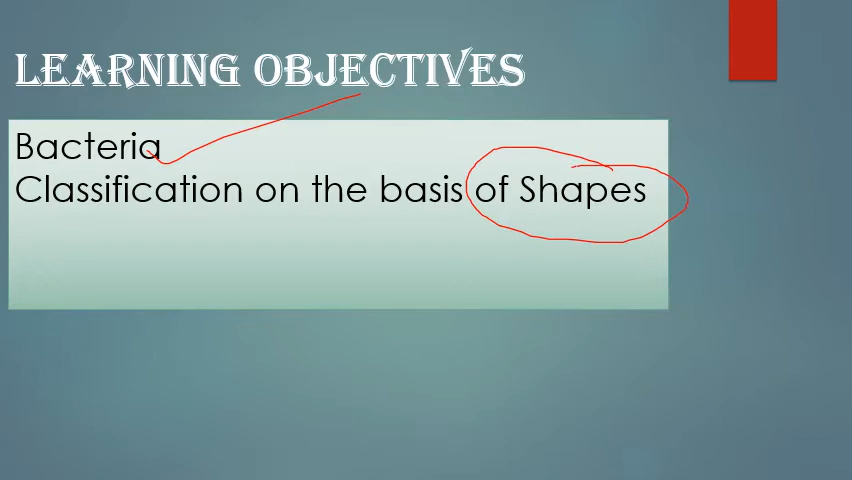 LEARNING OBJECTIVES
Bacteria
Classification on the basis of Shapes